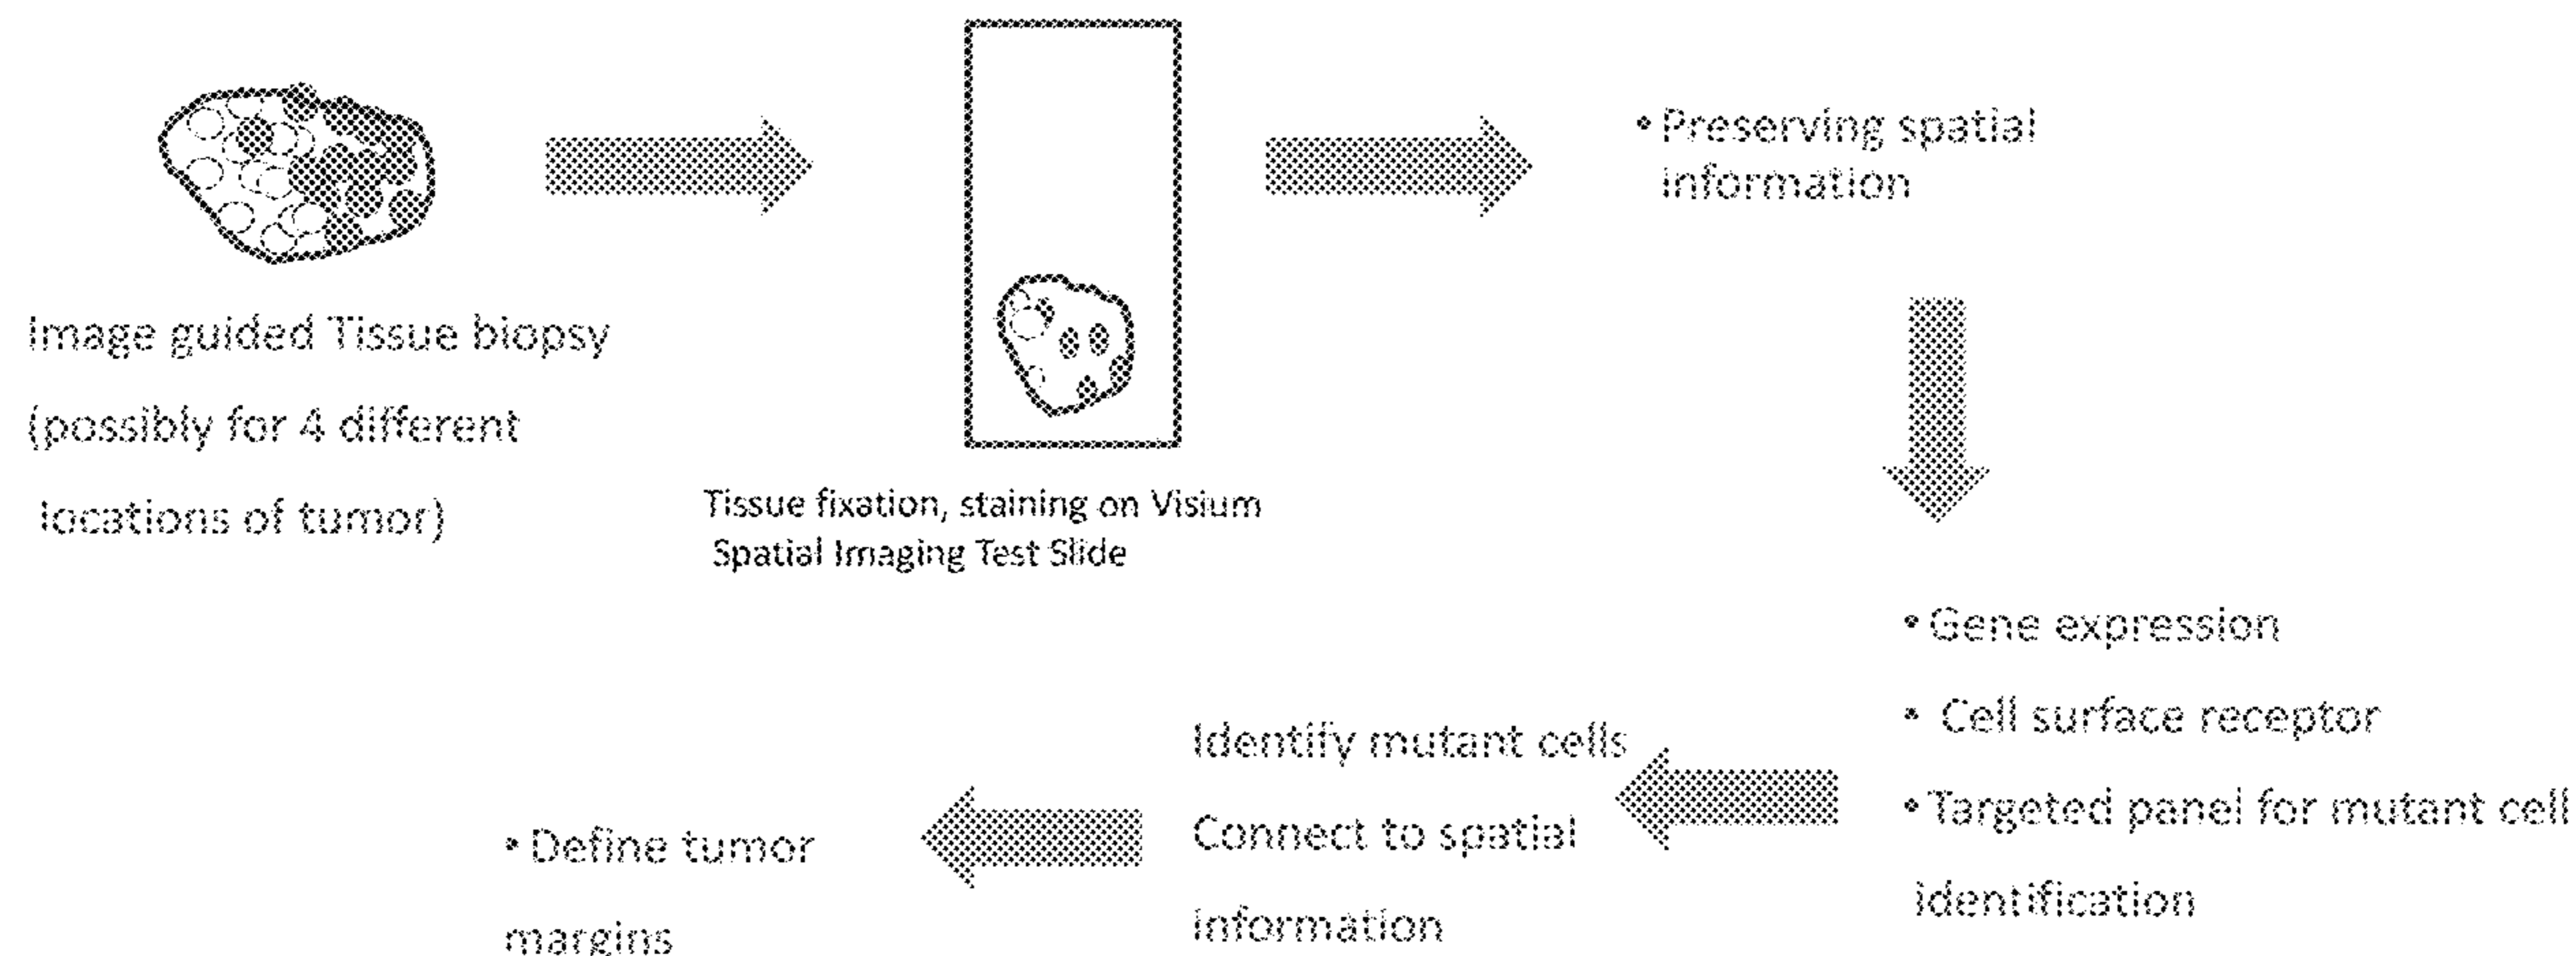 • Preserving spatial
information
Image guided Tissue biopsy
(possibly for 4 different
locations of tumor)
Tissue fixation, staining on Visium
Spatial Imaging Test Slide
• Gene expression
• Cell surface receptor
• Targeted panel for mutant cell
identification
Identify mutant cells
Connect to spatial
information
• Define tumor
margins